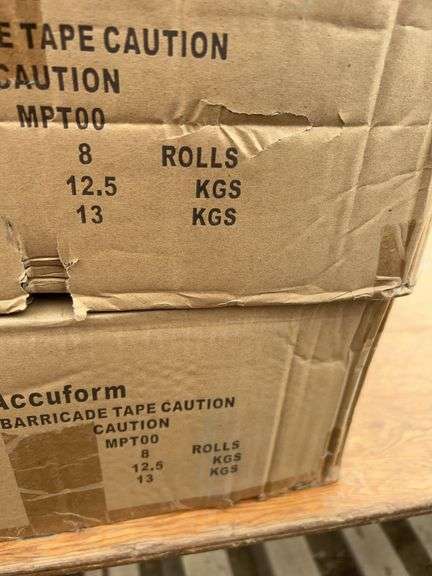 E TAPE CAUTION
CAUTION
MPT00
8 ROLLS
12.5 KGS
13 KGS
Accuform
BARRICADE TAPE CAUTION
CAUTION
MPT00
8 ROLLS
12.5 KGS
13 KGS